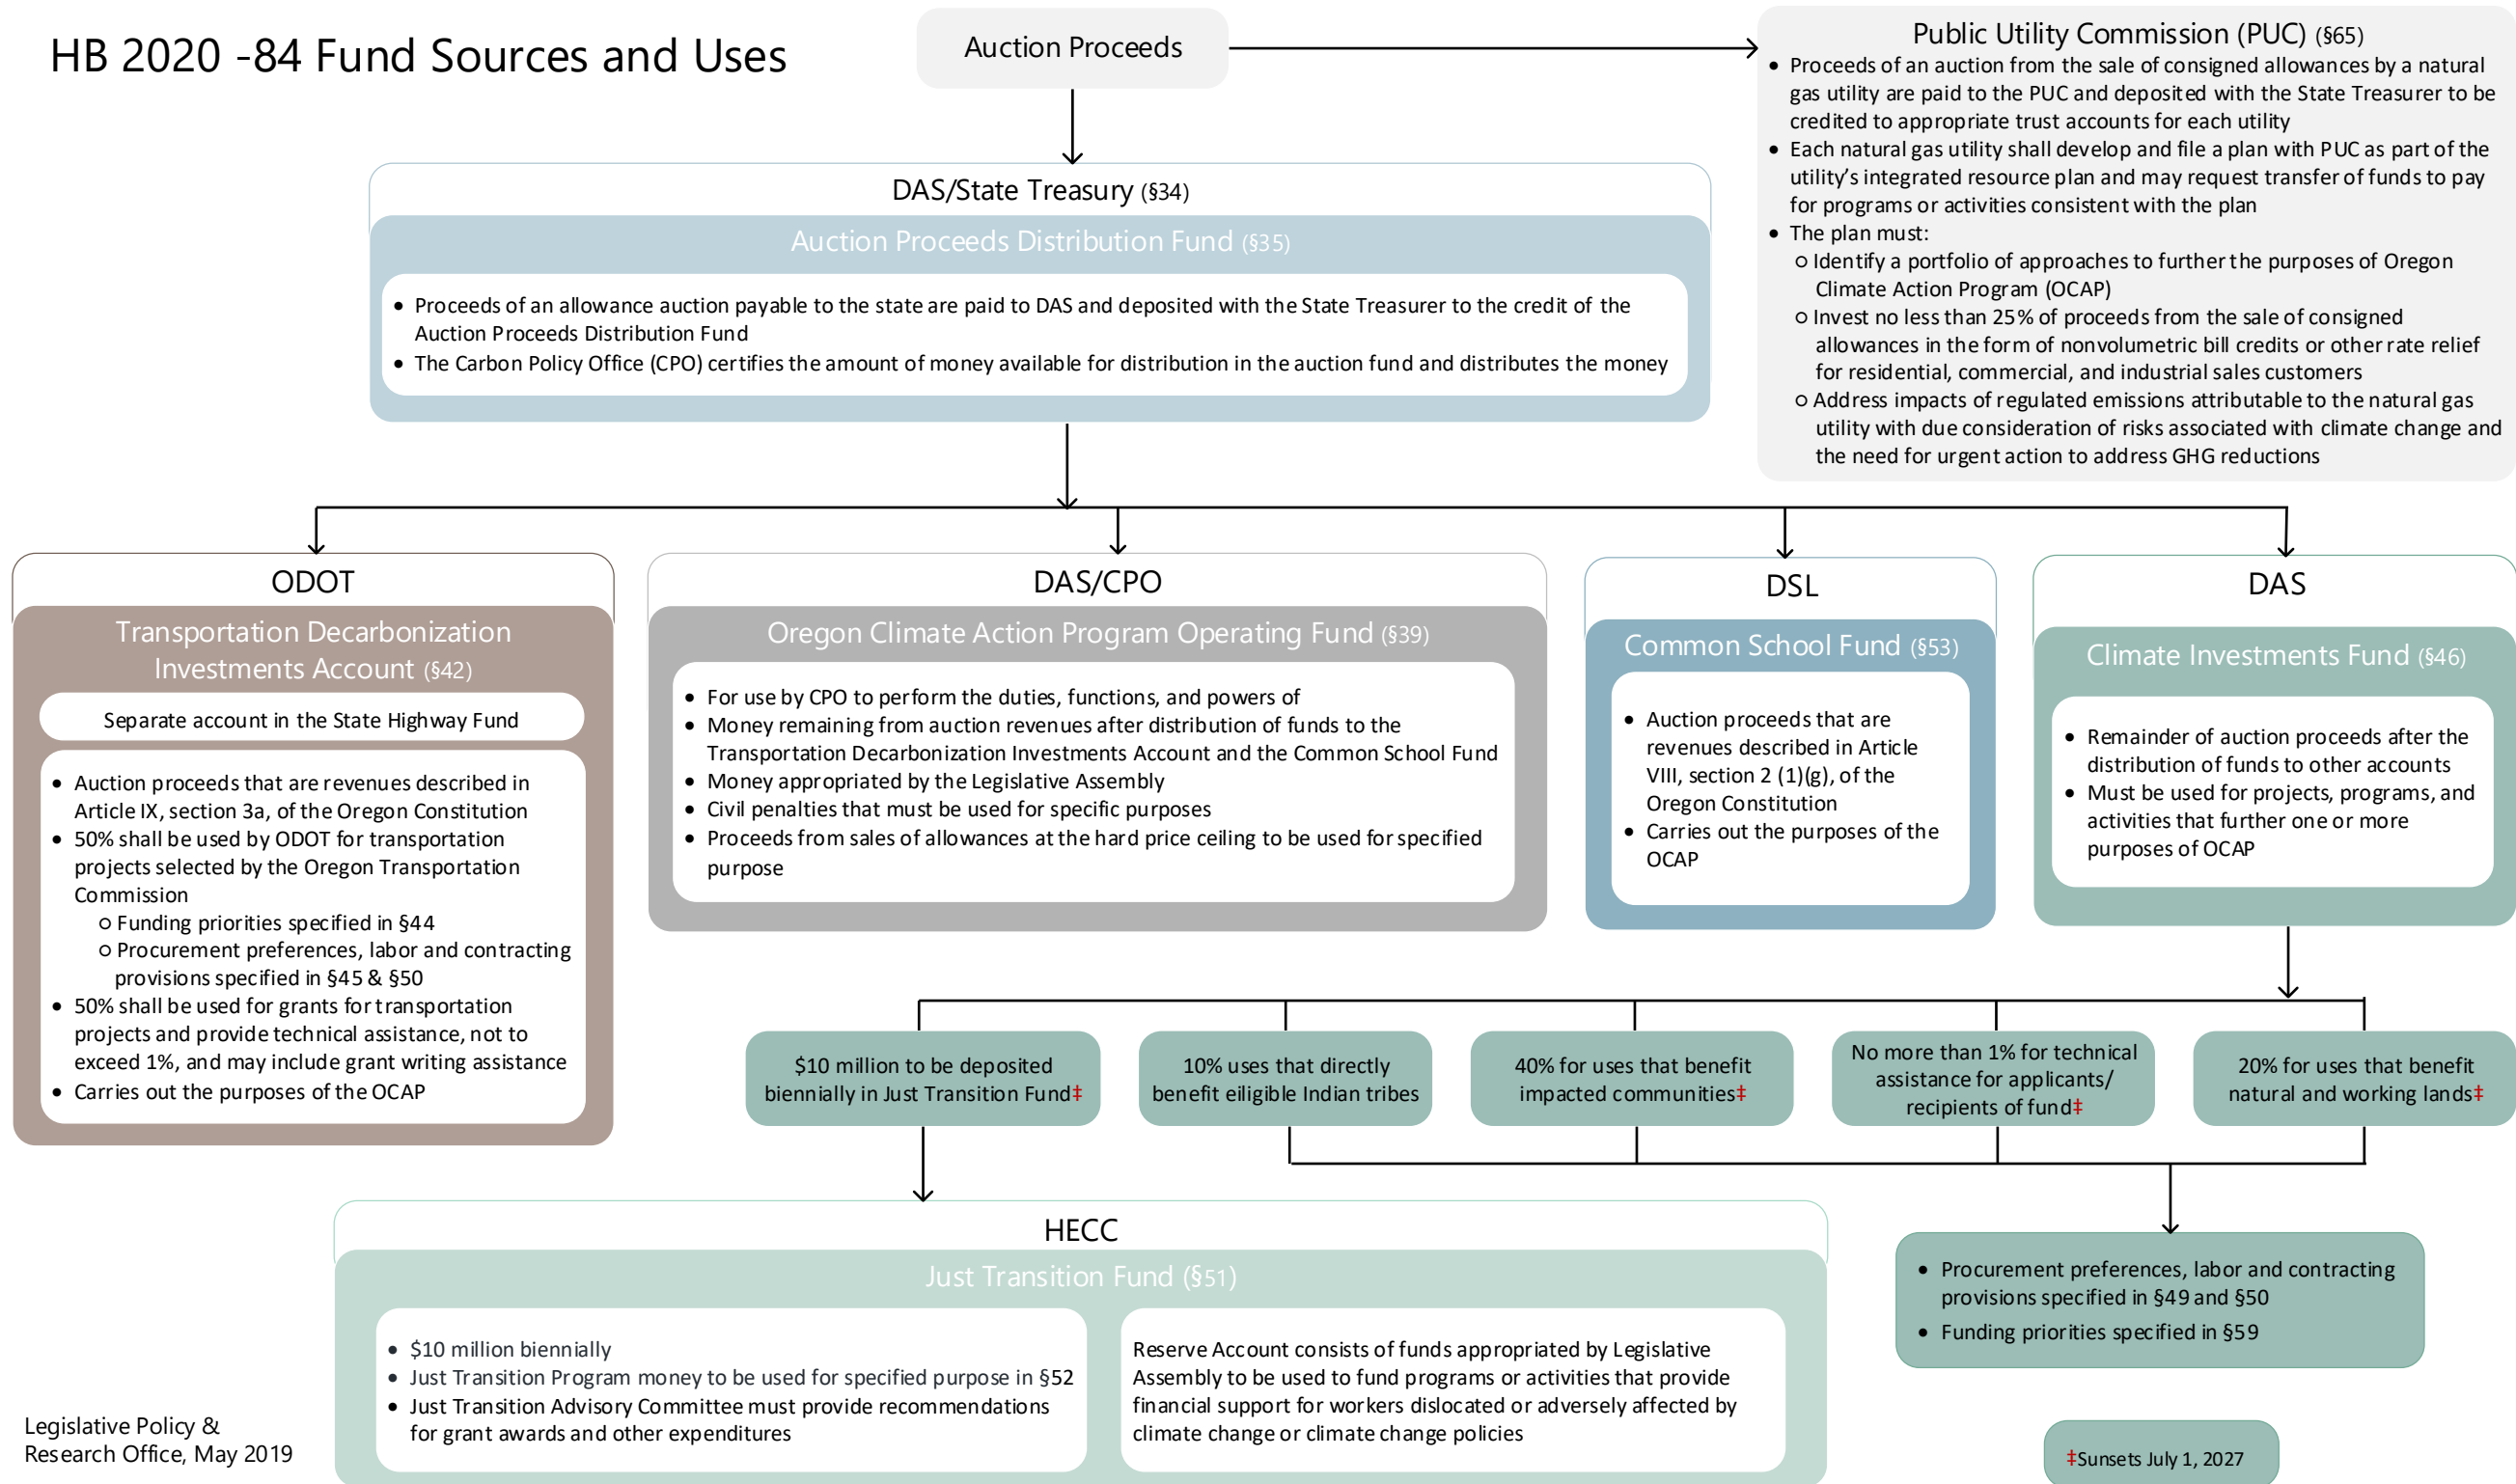 HB 2020 -84 Fund Sources and Uses
Auction Proceeds
Public Utility Commission (PUC) (§65)
• Proceeds of an auction from the sale of consigned allowances by a natural
gas utility are paid to the PUC and deposited with the State Treasurer to be
credited to appropriate trust accounts for each utility
• Each natural gas utility shall develop and file a plan with PUC as part of the
utility's integrated resource plan and may request transfer of funds to pay
for programs or activities consistent with the plan
• The plan must:
○ Identify a portfolio of approaches to further the purposes of Oregon
Climate Action Program (OCAP)
○ Invest no less than 25% of proceeds from the sale of consigned
allowances in the form of nonvolumetric bill credits or other rate relief
for residential, commercial, and industrial sales customers
○ Address impacts of regulated emissions attributable to the natural gas
utility with due consideration of risks associated with climate change and
the need for urgent action to address GHG reductions
DAS/State Treasury (§34)
Auction Proceeds Distribution Fund (§35)
• Proceeds of an allowance auction payable to the state are paid to DAS and deposited with the State Treasurer to the credit of the
Auction Proceeds Distribution Fund
• The Carbon Policy Office (CPO) certifies the amount of money available for distribution in the auction fund and distributes the money
ODOT
Transportation Decarbonization
Investments Account (§42)
Separate account in the State Highway Fund
• Auction proceeds that are revenues described in
Article IX, section 3a, of the Oregon Constitution
• 50% shall be used by ODOT for transportation
projects selected by the Oregon Transportation
Commission
○ Funding priorities specified in §44
○ Procurement preferences, labor and contracting
provisions specified in §45 & §50
• 50% shall be used for grants for transportation
projects and provide technical assistance, not to
exceed 1%, and may include grant writing assistance
• Carries out the purposes of the OCAP
DAS/CPO
Oregon Climate Action Program Operating Fund (§39)
• For use by CPO to perform the duties, functions, and powers of
• Money remaining from auction revenues after distribution of funds to the
Transportation Decarbonization Investments Account and the Common School Fund
• Money appropriated by the Legislative Assembly
• Civil penalties that must be used for specific purposes
• Proceeds from sales of allowances at the hard price ceiling to be used for specified
purpose
DSL
Common School Fund (§53)
• Auction proceeds that are
revenues described in Article
VIII, section 2 (1)(g), of the
Oregon Constitution
• Carries out the purposes of the
OCAP
DAS
Climate Investments Fund (§46)
• Remainder of auction proceeds after the
distribution of funds to other accounts
• Must be used for projects, programs, and
activities that further one or more
purposes of OCAP
$10 million to be deposited
biennially in Just Transition Fund‡
10% uses that directly
benefit eiligible Indian tribes
40% for uses that benefit
impacted communities‡
No more than 1% for technical
assistance for applicants/
recipients of fund‡
20% for uses that benefit
natural and working lands‡
HECC
Just Transition Fund (§51)
• $10 million biennially
• Just Transition Program money to be used for specified purpose in §52
• Just Transition Advisory Committee must provide recommendations
for grant awards and other expenditures
Reserve Account consists of funds appropriated by Legislative
Assembly to be used to fund programs or activities that provide
financial support for workers dislocated or adversely affected by
climate change or climate change policies
• Procurement preferences, labor and contracting
provisions specified in §49 and §50
• Funding priorities specified in §59
Legislative Policy &
Research Office, May 2019
‡Sunsets July 1, 2027